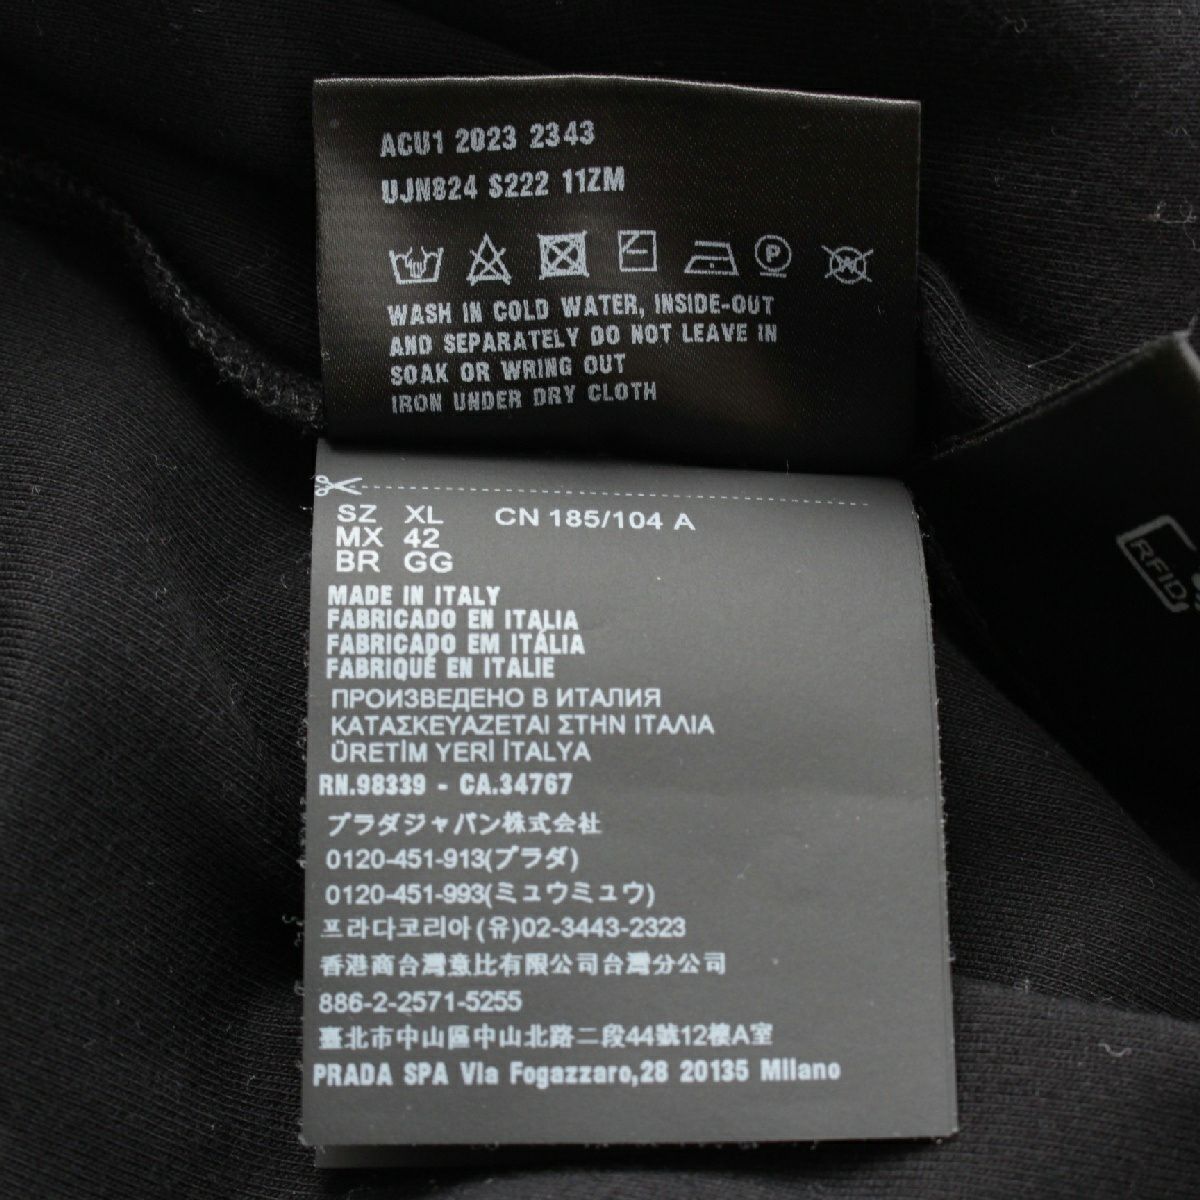 ACU1 2023 2343
UJN824 S222 11ZM
P
W
WASH IN COLD WATER, INSIDE-OUT
AND SEPARATELY DO NOT LEAVE IN
SOAK OR WRING OUT
IRON UNDER DRY CLOTH
SZ XL CN 185/104 A
MX 42
BR GG
MADE IN ITALY
FABRICADO EN ITALIA
FABRICADO EM ITÁLIA
FABRIQUÉ EN ITALIE
ПРОИЗВЕДЕНО В ИТАЛИЯ
ΚΑΤΑΣΚΕΥΑΖΕΤΑΙ ΣΤΗΝ ΙΤΑΛΙΑ
ÜRETİM YERİ İTALYA
RN.98339 - CA.34767
プラダジャパン株式会社
0120-451-913(プラダ)
0120-451-993(ミュウミュウ)
프라다코리아(유)02-3443-2323
香港商台灣意比有限公司台灣分公司
886-2-2571-5255
臺北市中山區中山北路二段44號12樓A室
PRADA SPA Via Fogazzaro,28 20135 Milano
RFID